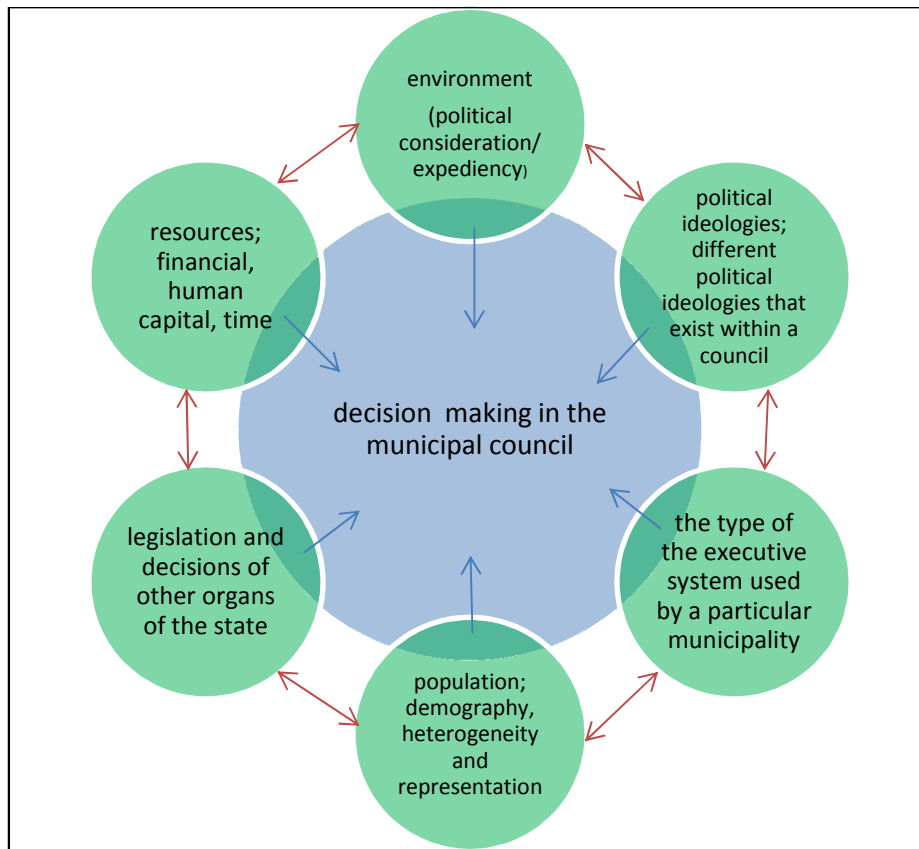 environment
(political
consideration/
expediency)
political
ideologies;
different
political
ideologies that
exist within a
council
resources;
financial,
human
capital, time
decision making in the
municipal council
legislation and
decisions of
other organs
of the state
the type of
the executive
system used
by a particular
municipality
population;
demography,
heterogeneity
and
representation